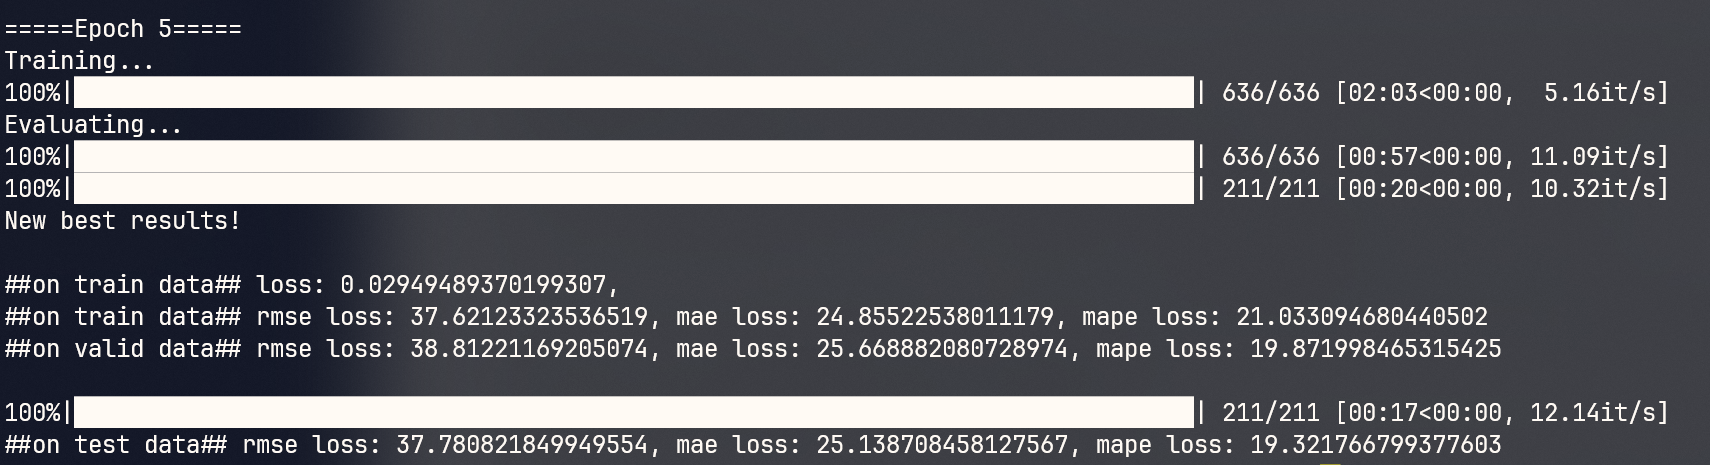 =====Epoch 5=====
Training...
100%|██████████| 636/636 [02:03<00:00,  5.16it/s]
Evaluating...
100%|██████████| 636/636 [00:57<00:00, 11.09it/s]
100%|██████████| 211/211 [00:20<00:00, 10.32it/s]
New best results!
##on train data## loss: 0.02949489370199307,
##on train data## rmse loss: 37.62123323536519, mae loss: 24.85522538011179, mape loss: 21.033094680440502
##on valid data## rmse loss: 38.81221169205074, mae loss: 25.668882080728974, mape loss: 19.871998465315425
100%|██████████| 211/211 [00:17<00:00, 12.14it/s]
##on test data## rmse loss: 37.780821849949554, mae loss: 25.138708458127567, mape loss: 19.321766799377603